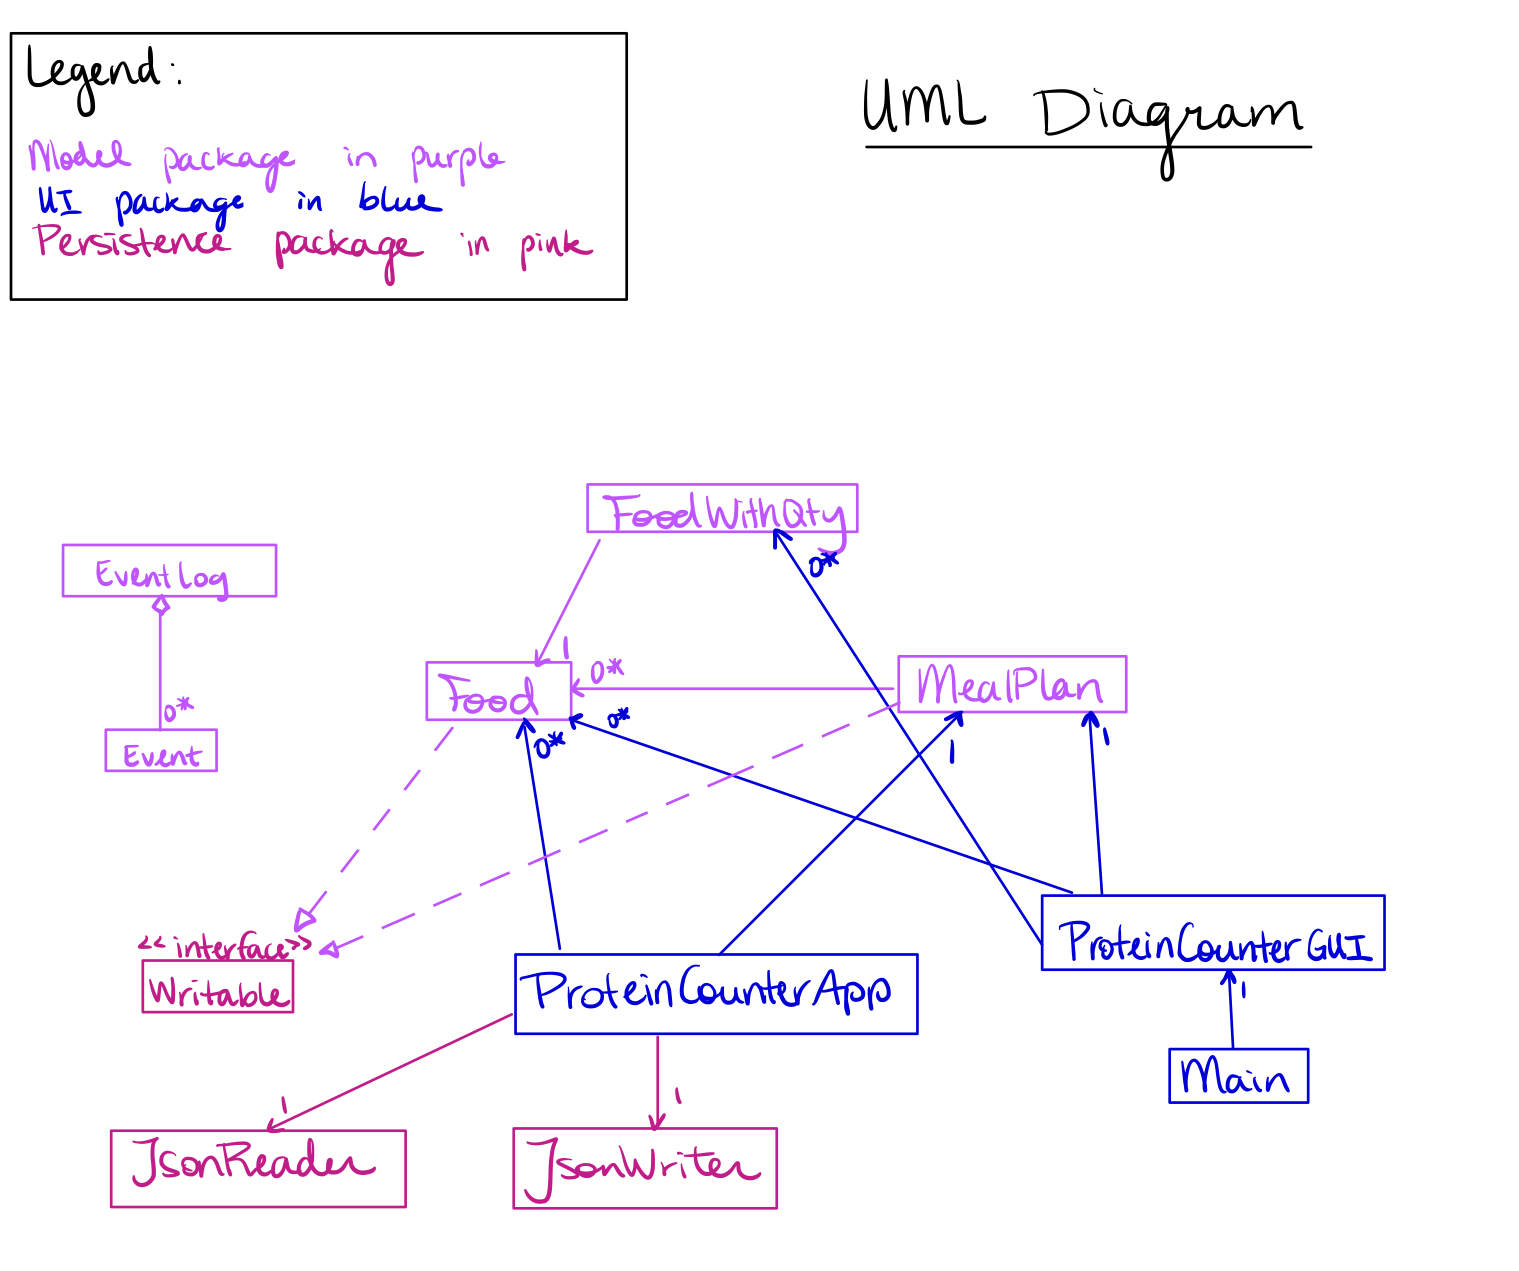 Legend:
UML Diagram
Model package in purple
UI package in blue
Persistence package in pink
FoodWithQty
0*
EventLog
0*
Event
1
Food
0*
0*
0*
MealPlan
1
1
<<interface>>
Writable
ProteinCounterApp
ProteinCounterGUI
1
Main
1
JsonReader
1
JsonWriter